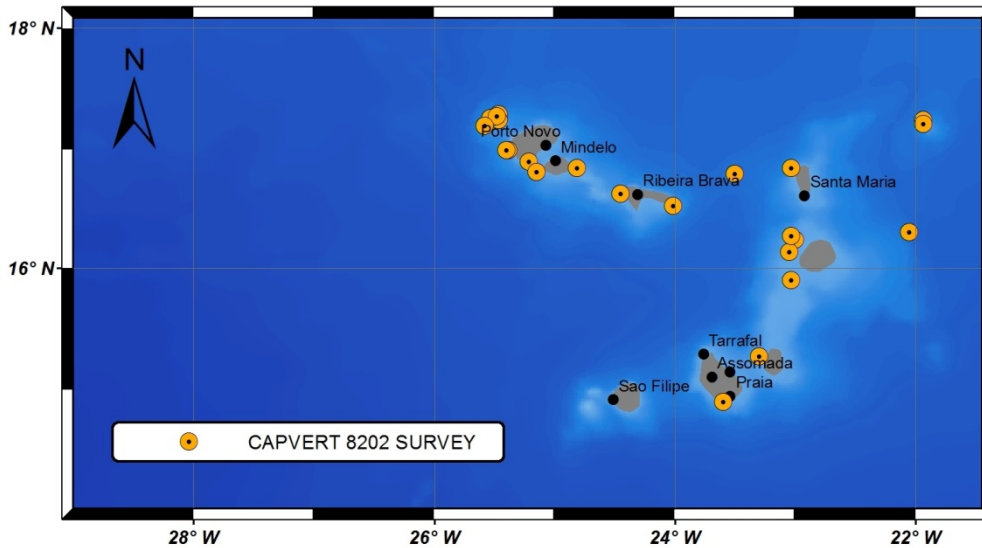 18° N
N
Porto Novo
Mindelo
Ribeira Brava
Santa Maria
16° N
Tarrafal
Assomada
Praia
Sao Filipe
CAPVERT 8202 SURVEY
28° W
26° W
24° W
22° W